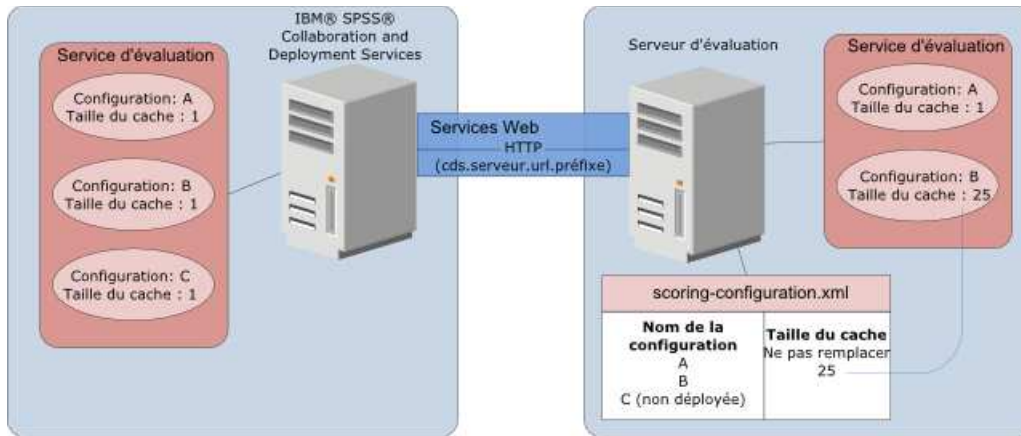 IBM® SPSS®
Collaboration and
Deployment Services
Service d'évaluation
Configuration: A
Taille du cache : 1
Configuration: B
Taille du cache : 1
Configuration: C
Taille du cache : 1
Services Web
HTTP
(cds.serveur.url.préfixe)
Serveur d'évaluation
Service d'évaluation
Configuration: A
Taille du cache : 1
Configuration: B
Taille du cache : 25
scoring-configuration.xml
Nom de la
configuration
A
B
C (non déployée)
Taille du cache
Ne pas remplacer
25